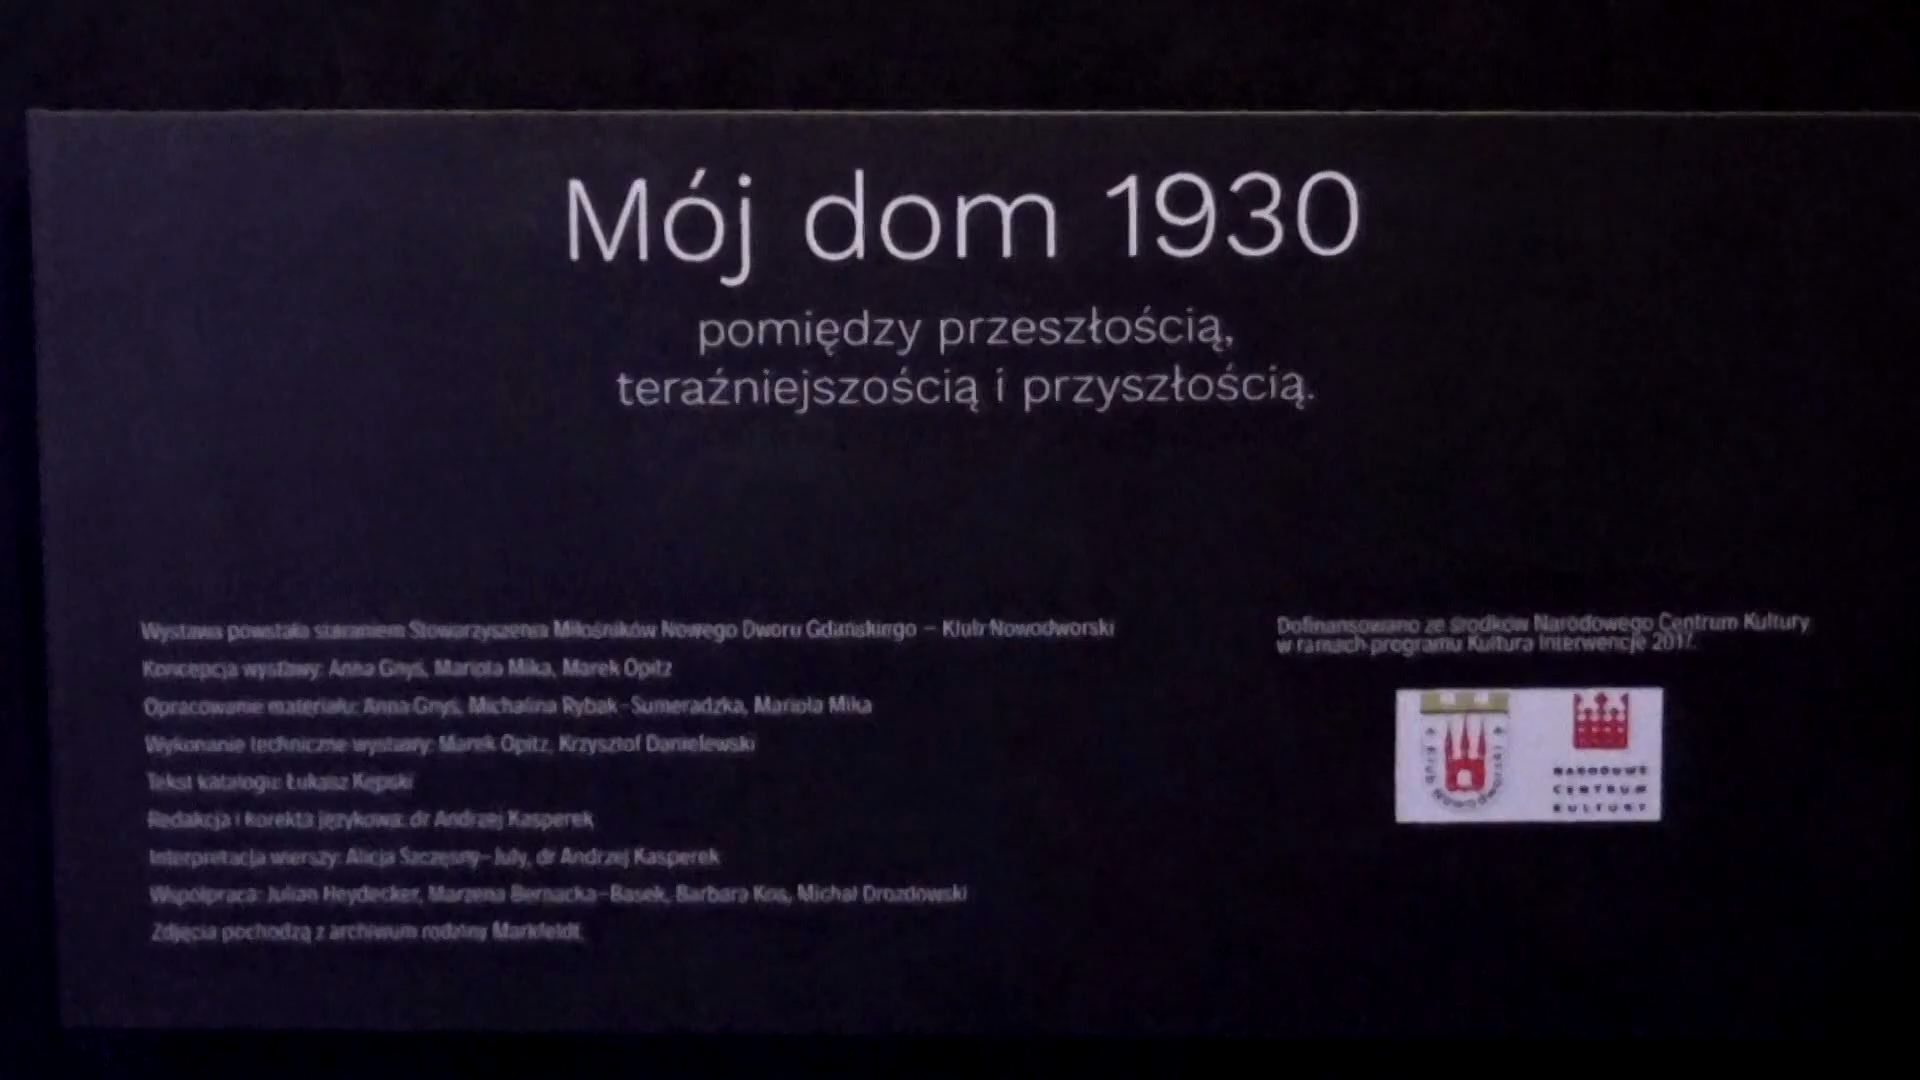 Mój dom 1930
pomiędzy przeszłością,
teraźniejszością i przyszłością.
Wystawa powstała staraniem Stowarzyszenia Miłośników Nowego Dworu Gdańskiego – Klub Nowodworski
Koncepcja wystawy: Anna Gnyś, Mariola Mika, Marek Opitz
Opracowanie materiału: Anna Gnyś, Michalina Rybak-Sumeradzka, Mariola Mika
Wykonanie techniczne wystawy: Marek Opitz, Krzysztof Danielewski
Tekst katalogu: Łukasz Kępski
Redakcja i korekta językowa: dr Andrzej Kasperek
Interpretacja wierszy: Alicja Szczęsny-July, dr Andrzej Kasperek
Współpraca: Julian Heydecker, Marzena Bernacka-Basek, Barbara Kos, Michał Drozdowski
Zdjęcia pochodzą z archiwum rodziny Markfeldt.
Dofinansowano ze środków Narodowego Centrum Kultury
w ramach programu Kultura Interwencje 2017.
Klub Nowodworski
NARODOWE
CENTRUM
KULTURY